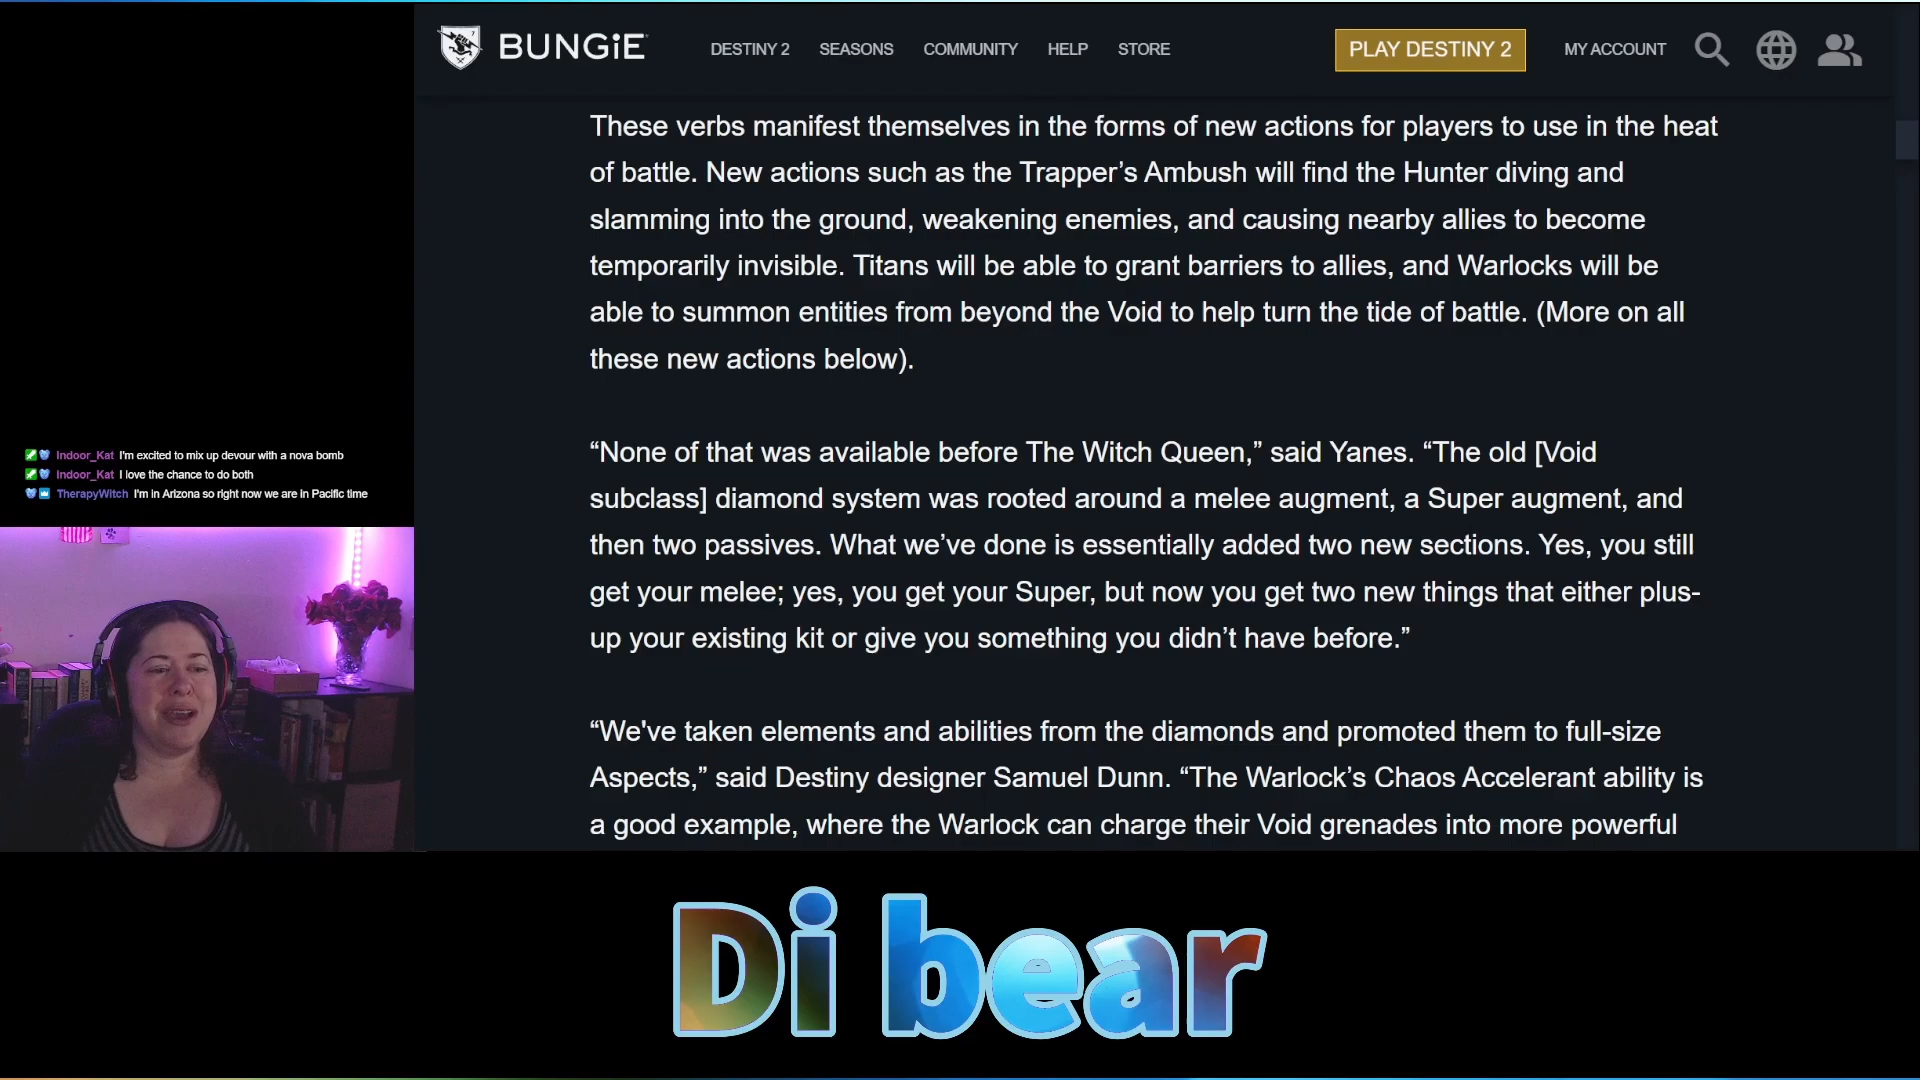 BUNGiE
DESTINY 2 SEASONS COMMUNITY HELP STORE
PLAY DESTINY 2
MY ACCOUNT
These verbs manifest themselves in the forms of new actions for players to use in the heat
of battle. New actions such as the Trapper’s Ambush will find the Hunter diving and
slamming into the ground, weakening enemies, and causing nearby allies to become
temporarily invisible. Titans will be able to grant barriers to allies, and Warlocks will be
able to summon entities from beyond the Void to help turn the tide of battle. (More on all
these new actions below).
“None of that was available before The Witch Queen,” said Yanes. “The old [Void
subclass] diamond system was rooted around a melee augment, a Super augment, and
then two passives. What we’ve done is essentially added two new sections. Yes, you still
get your melee; yes, you get your Super, but now you get two new things that either plus-
up your existing kit or give you something you didn’t have before.”
“We've taken elements and abilities from the diamonds and promoted them to full-size
Aspects,” said Destiny designer Samuel Dunn. “The Warlock’s Chaos Accelerant ability is
a good example, where the Warlock can charge their Void grenades into more powerful
Indoor_Kat I'm excited to mix up devour with a nova bomb
Indoor_Kat I love the chance to do both
TherapyWitch I'm in Arizona so right now we are in Pacific time
Di bear